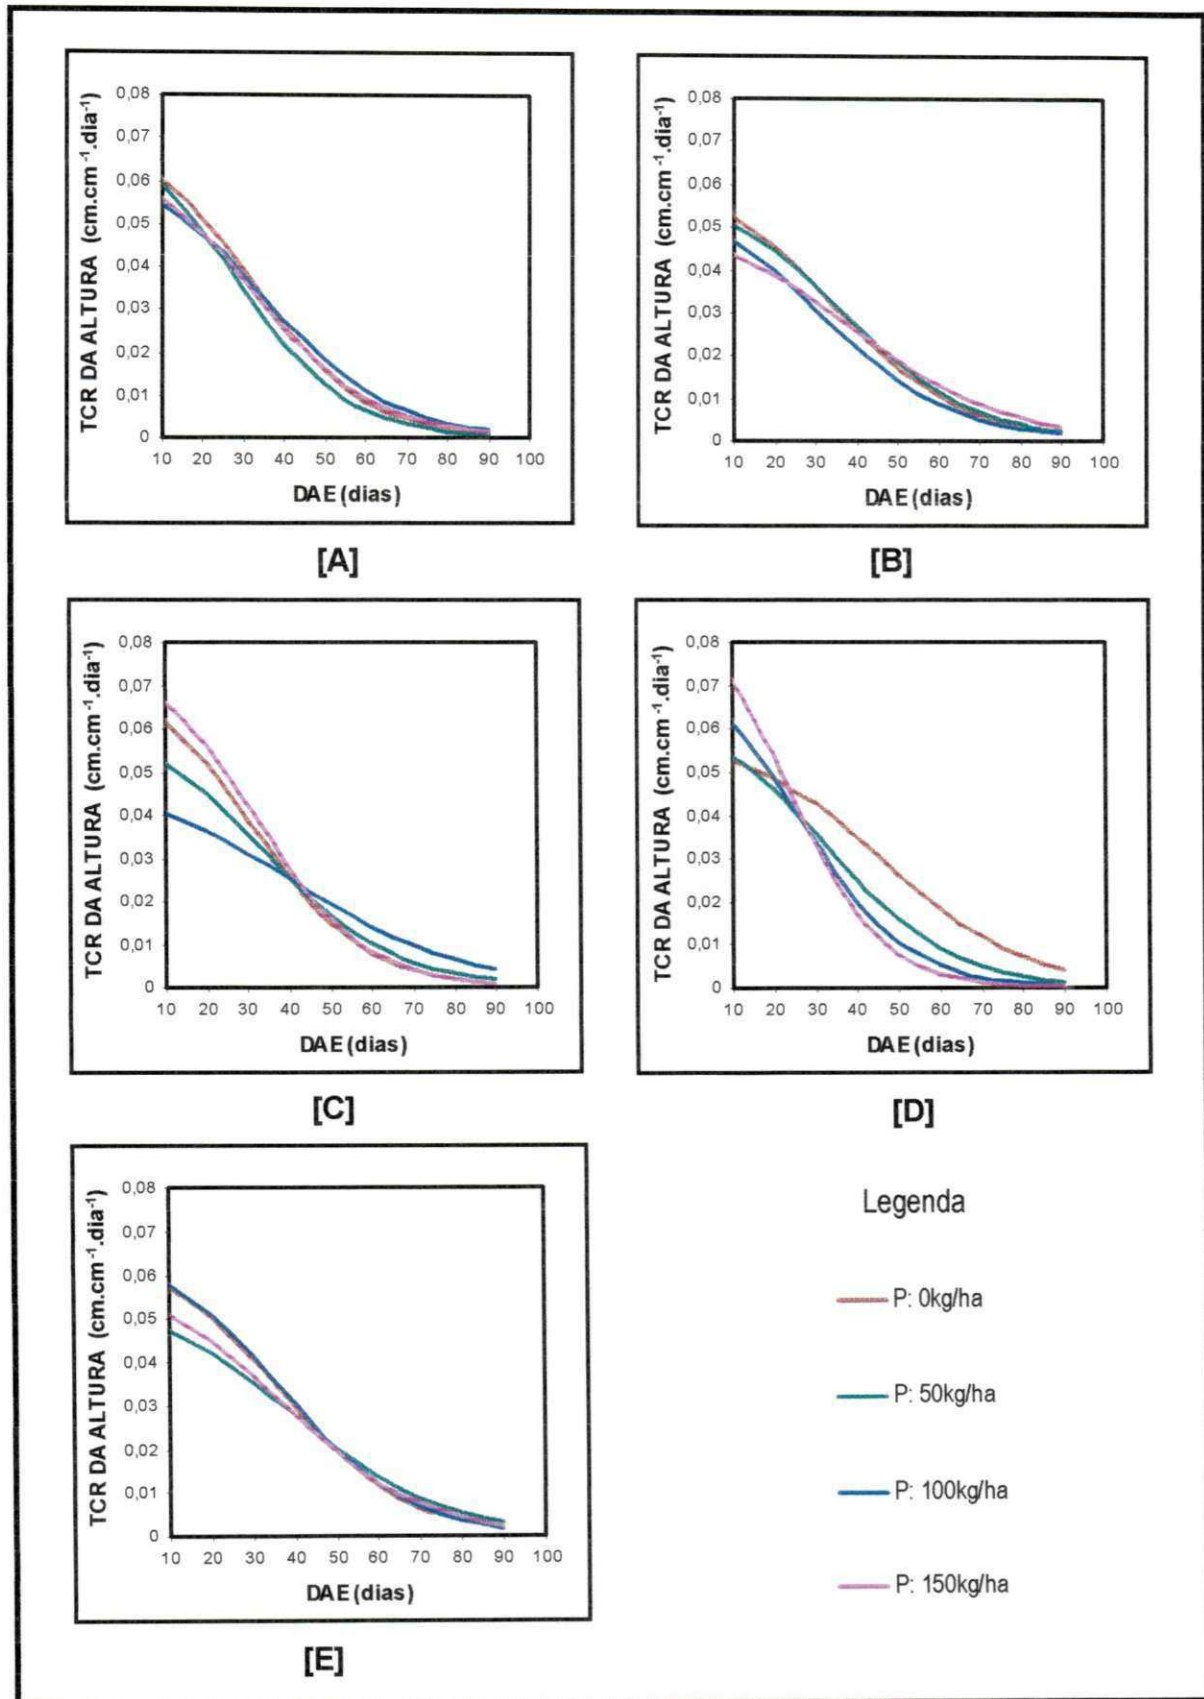 TCR DA ALTURA (cm.cm⁻¹.dia⁻¹)
0,08
0,07
0,06
0,05
0,04
0,03
0,02
0,01
0
10 20 30 40 50 60 70 80 90 100
DAE (dias)
[A]
TCR DA ALTURA (cm.cm⁻¹.dia⁻¹)
0,08
0,07
0,06
0,05
0,04
0,03
0,02
0,01
0
10 20 30 40 50 60 70 80 90 100
DAE (dias)
[B]
TCR DA ALTURA (cm.cm⁻¹.dia⁻¹)
0,08
0,07
0,06
0,05
0,04
0,03
0,02
0,01
0
10 20 30 40 50 60 70 80 90 100
DAE (dias)
[C]
TCR DA ALTURA (cm.cm⁻¹.dia⁻¹)
0,08
0,07
0,06
0,05
0,04
0,03
0,02
0,01
0
10 20 30 40 50 60 70 80 90 100
DAE (dias)
[D]
TCR DA ALTURA (cm.cm⁻¹.dia⁻¹)
0,08
0,07
0,06
0,05
0,04
0,03
0,02
0,01
0
10 20 30 40 50 60 70 80 90 100
DAE (dias)
[E]
Legenda
P: 0kg/ha
P: 50kg/ha
P: 100kg/ha
P: 150kg/ha